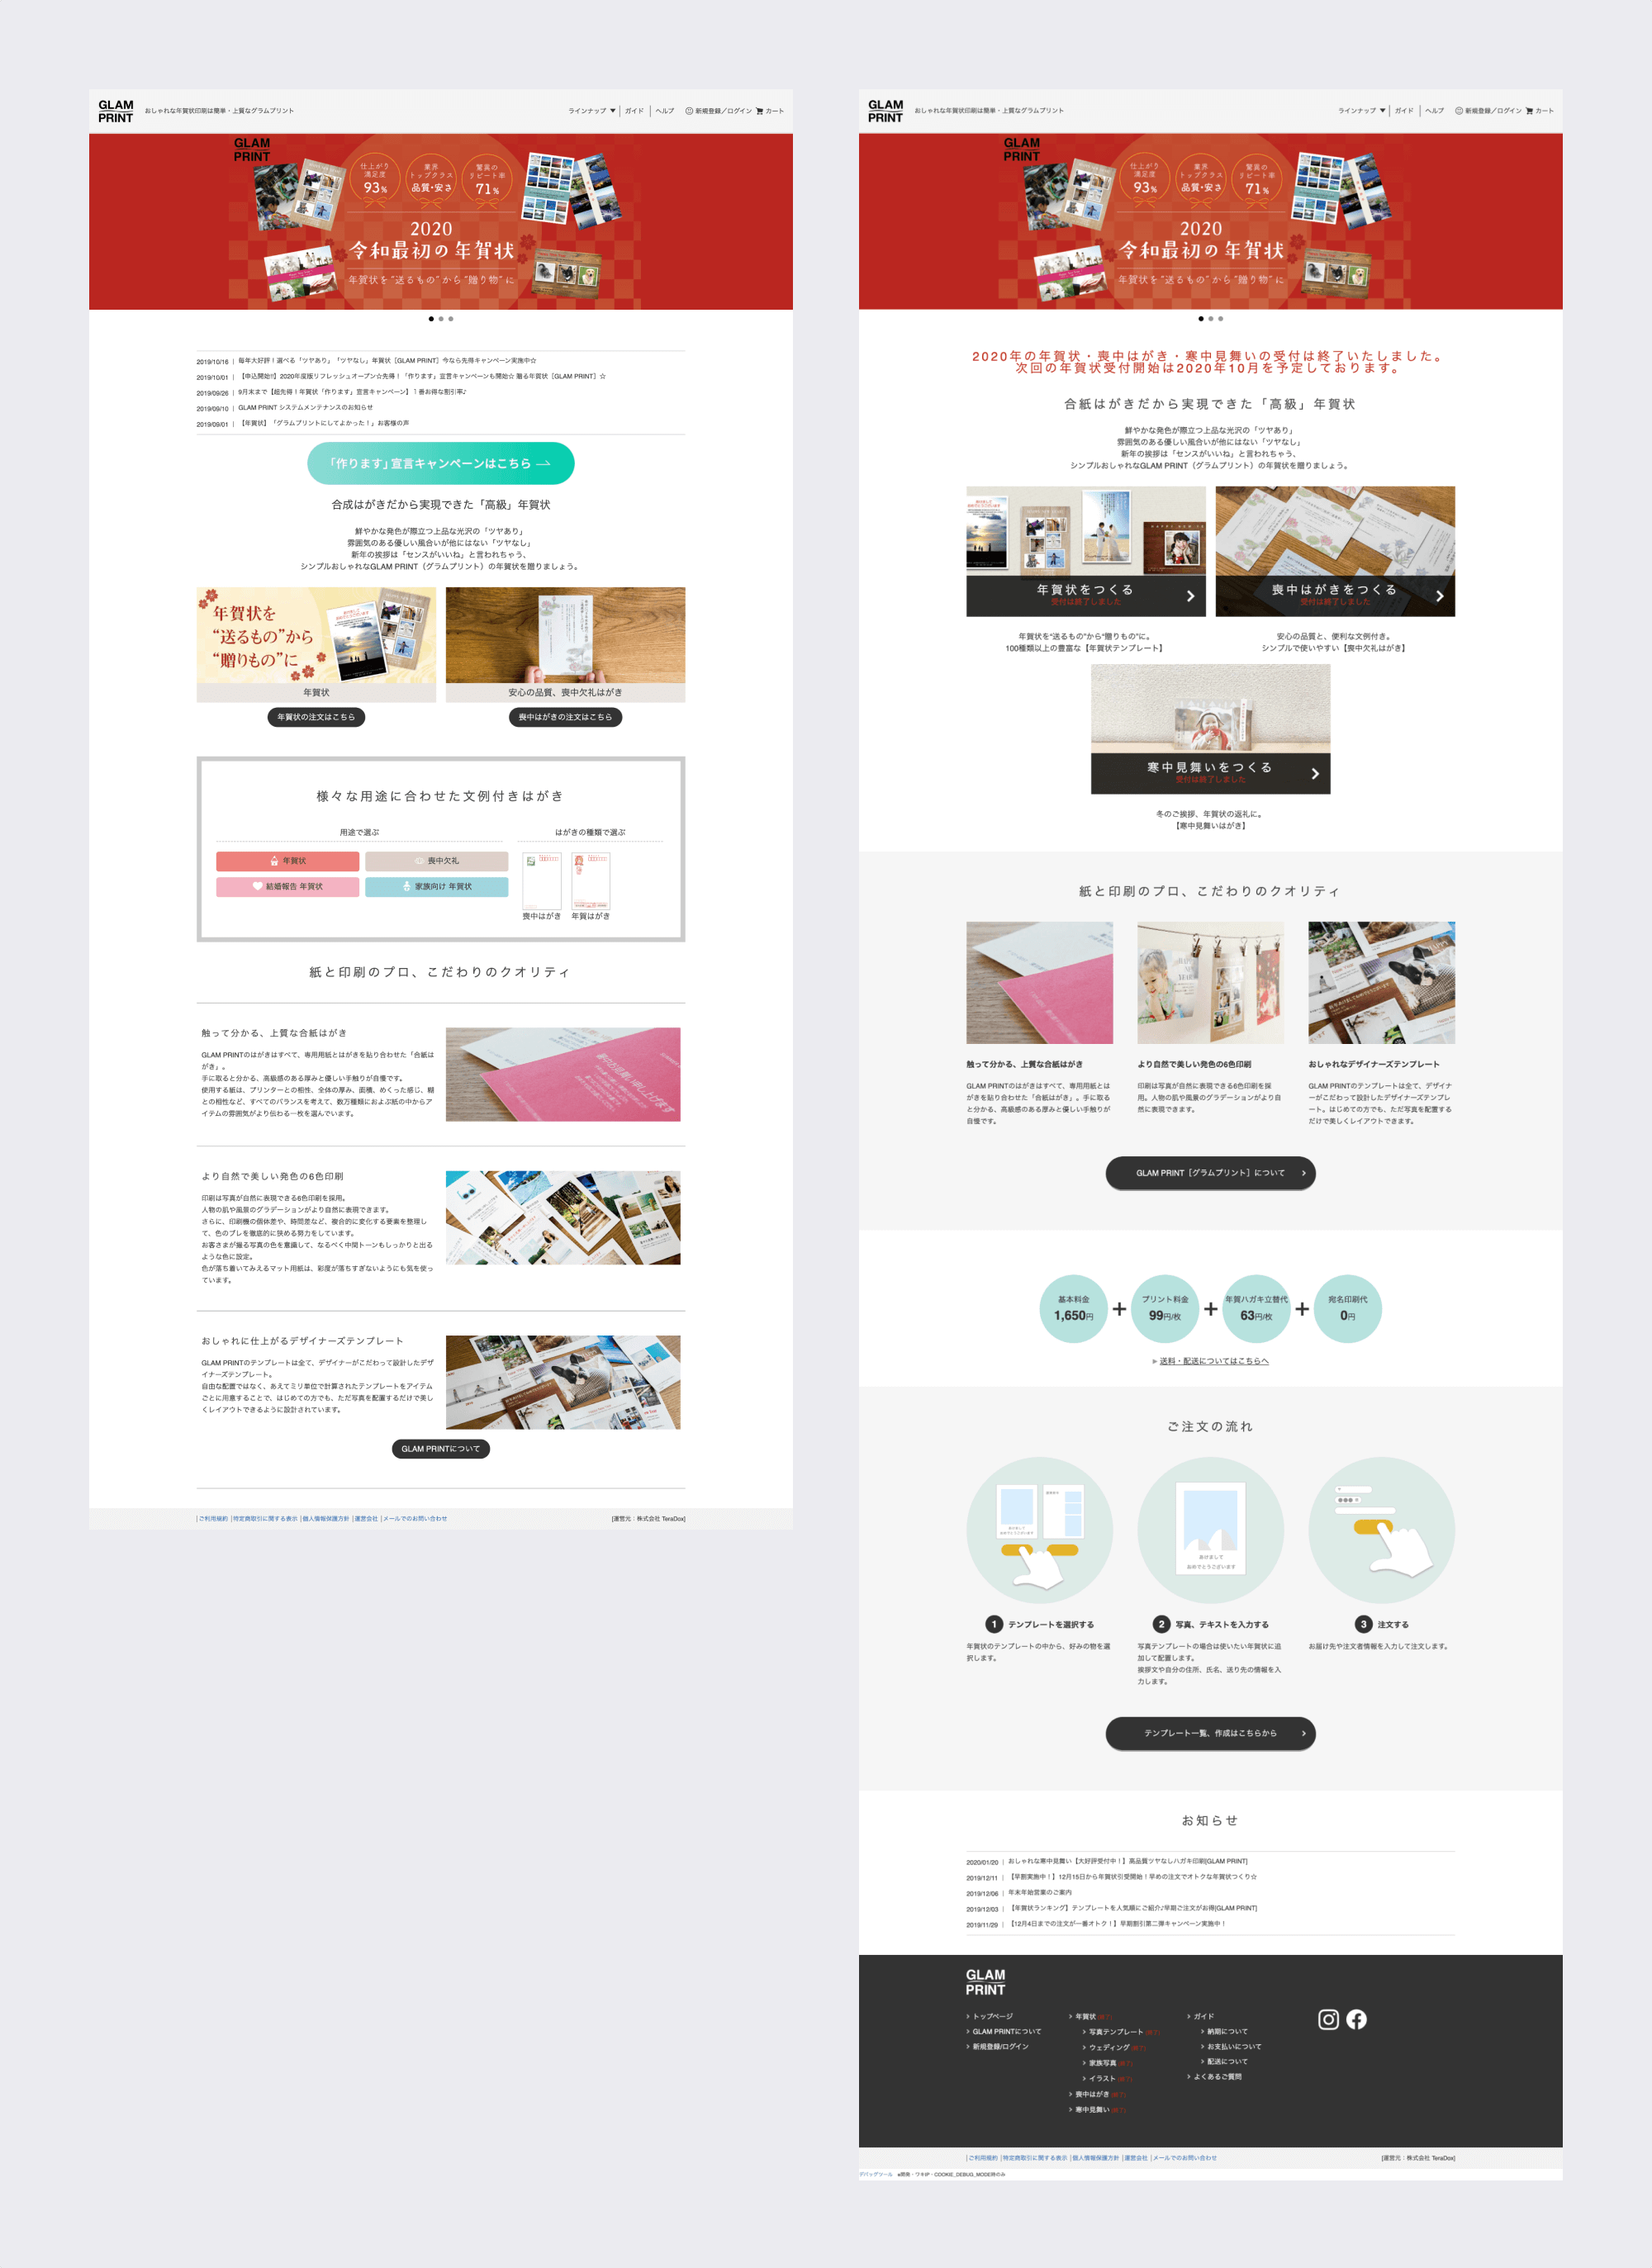 GLAM
PRINT
おしゃれな年賀状印刷は簡単・上質なグラムプリント
ラインナップ ▼ | ガイド | ヘルプ 新規登録/ログイン カート
GLAM
PRINT
仕上がり
満足度
93%
業界
トップクラス
品質・安さ
驚異の
リピート率
71%
2020
令和最初の年賀状
年賀状を“送るもの”から“贈り物”に
2019/10/16 | 毎年大好評!選べる「ツヤあり」「ツヤなし」年賀状［GLAM PRINT］今なら先得キャンペーン実施中☆
2019/10/01 | 【申込開始!!】2020年度版リフレッシュオープン☆先得!「作ります」宣言キャンペーンも開始☆ 贈る年賀状［GLAM PRINT］☆
2019/09/26 | 9月末まで【超先得!年賀状「作ります」宣言キャンペーン】1番お得な割引率♪
2019/09/10 | GLAM PRINT システムメンテナンスのお知らせ
2019/09/01 | 【年賀状】「グラムプリントにしてよかった!」お客様の声
「作ります」宣言キャンペーンはこちら
合成はがきだから実現できた「高級」年賀状
鮮やかな発色が際立つ上品な光沢の「ツヤあり」
雰囲気のある優しい風合いが他にはない「ツヤなし」
新年の挨拶は「センスがいいね」と言われちゃう、
シンプルおしゃれなGLAM PRINT（グラムプリント）の年賀状を贈りましょう。
年賀状を
“送るもの”から
“贈りもの”に
年賀状
安心の品質、喪中欠礼はがき
年賀状の注文はこちら
喪中はがきの注文はこちら
様々な用途に合わせた文例付きはがき
用途で選ぶ
はがきの種類で選ぶ
年賀状
喪中欠礼
結婚報告 年賀状
家族向け 年賀状
喪中はがき
年賀はがき
紙と印刷のプロ、こだわりのクオリティ
触って分かる、上質な合紙はがき
GLAM PRINTのはがきはすべて、専用用紙とはがきを貼り合わせた「合紙は
がき」。
手に取ると分かる、高級感のある厚みと優しい手触りが自慢です。
使用する紙は、プリンターとの相性、全体の厚み、面積、めくった感じ、糊
との相性など、すべてのバランスを考えて、数万種類におよぶ紙の中からア
イテムの雰囲気がより伝わる一枚を選んでいます。
より自然で美しい発色の6色印刷
印刷は写真が自然に表現できる6色印刷を採用。
人物の肌や風景のグラデーションがより自然に表現できます。
さらに、印刷機の個体差や、時間差など、複合的に変化する要素を整理し
て、色のブレを徹底的に狭める努力をしています。
お客さまが撮る写真の色を意識して、なるべく中間トーンもしっかりと出る
ような色に設定。
色が落ち着いてみえるマット用紙は、彩度が落ちすぎないようにも気を使っ
ています。
おしゃれに仕上がるデザイナーズテンプレート
GLAM PRINTのテンプレートは全て、デザイナーがこだわって設計したデザ
イナーズテンプレート。
自由な配置ではなく、あえてミリ単位で計算されたテンプレートをアイテム
ごとに用意することで、はじめての方でも、ただ写真を配置するだけで美し
くレイアウトできるように設計されています。
GLAM PRINTについて
|ご利用規約 |特定商取引に関する表示 |個人情報保護方針 |運営会社 |メールでのお問い合わせ
[運営元：株式会社 TeraDox]
GLAM
PRINT
おしゃれな年賀状印刷は簡単・上質なグラムプリント
ラインナップ ▼ | ガイド | ヘルプ 新規登録/ログイン カート
GLAM
PRINT
仕上がり
満足度
93%
業界
トップクラス
品質・安さ
驚異の
リピート率
71%
2020
令和最初の年賀状
年賀状を“送るもの”から“贈り物”に
2020年の年賀状・喪中はがき・寒中見舞いの受付は終了いたしました。
次回の年賀状受付開始は2020年10月を予定しております。
合紙はがきだから実現できた「高級」年賀状
鮮やかな発色が際立つ上品な光沢の「ツヤあり」
雰囲気のある優しい風合いが他にはない「ツヤなし」
新年の挨拶は「センスがいいね」と言われちゃう、
シンプルおしゃれなGLAM PRINT（グラムプリント）の年賀状を贈りましょう。
年賀状をつくる
受付は終了しました
喪中はがきをつくる
受付は終了しました
年賀状を“送るもの”から“贈りもの”に。
100種類以上の豊富な【年賀状テンプレート】
安心の品質と、便利な文例付き。
シンプルで使いやすい【喪中欠礼はがき】
寒中見舞いをつくる
受付は終了しました
冬のご挨拶、年賀状の返礼に。
【寒中見舞いはがき】
紙と印刷のプロ、こだわりのクオリティ
触って分かる、上質な合紙はがき
GLAM PRINTのはがきはすべて、専用用紙とは
がきを貼り合わせた「合紙はがき」。手に取る
と分かる、高級感のある厚みと優しい手触りが
自慢です。
より自然で美しい発色の6色印刷
印刷は写真が自然に表現できる6色印刷を採
用。人物の肌や風景のグラデーションがより自
然に表現できます。
おしゃれなデザイナーズテンプレート
GLAM PRINTのテンプレートは全て、デザイナ
ーがこだわって設計したデザイナーズテンプレ
ート。はじめての方でも、ただ写真を配置する
だけで美しくレイアウトできます。
GLAM PRINT［グラムプリント］について
基本料金
1,650円
+
プリント料金
99円/枚
+
年賀ハガキ立替代
63円/枚
+
宛名印刷代
0円
送料・配送についてはこちらへ
ご注文の流れ
あけまして
おめでとうございます
1 テンプレートを選択する
年賀状のテンプレートの中から、好みの物を選
択します。
2 写真、テキストを入力する
写真テンプレートの場合は使いたい年賀状に追
加して配置します。
挨拶文や自分の住所、氏名、送り先の情報を入
力します。
3 注文する
お届け先や注文者情報を入力して注文します。
テンプレート一覧、作成はこちらから
お知らせ
2020/01/20 | おしゃれな寒中見舞い【大好評受付中!】高品質ツヤなしハガキ印刷[GLAM PRINT]
2019/12/11 | 【早割実施中!】12月15日から年賀状引受開始!早めの注文でオトクな年賀状つくり☆
2019/12/06 | 年末年始営業のご案内
2019/12/03 | 【年賀状ランキング】テンプレートを人気順にご紹介♪早期ご注文がお得[GLAM PRINT]
2019/11/29 | 【12月4日までの注文が一番オトク!】早期割引第二弾キャンペーン実施中!
GLAM
PRINT
トップページ
GLAM PRINTについて
新規登録/ログイン
年賀状 (終了)
写真テンプレート (終了)
ウェディング (終了)
家族写真 (終了)
イラスト (終了)
喪中はがき (終了)
寒中見舞い (終了)
ガイド
納期について
お支払いについて
配送について
よくあるご質問
|ご利用規約 |特定商取引に関する表示 |個人情報保護方針 |運営会社 |メールでのお問い合わせ
[運営元：株式会社 TeraDox]
デバッグツール ※開発・ワキIP・COOKIE_DEBUG_MODE時のみ